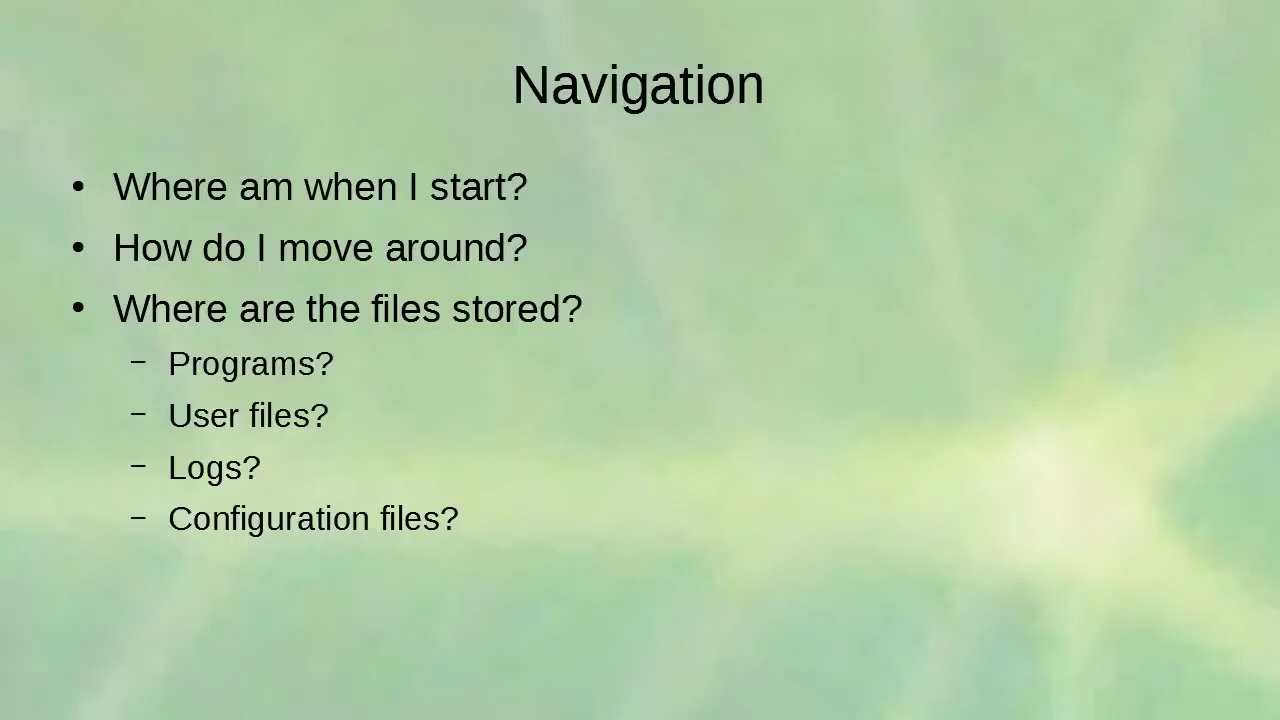 Navigation
• Where am when I start?
• How do I move around?
• Where are the files stored?
– Programs?
– User files?
– Logs?
– Configuration files?